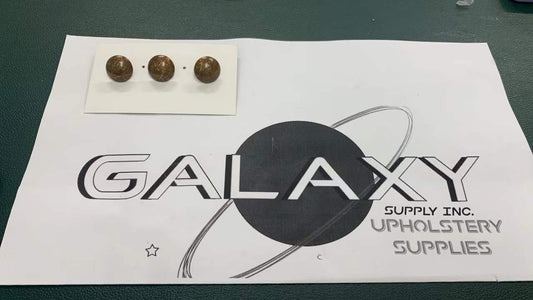 GALAXY
SUPPLY INC.
UPHOLSTERY
SUPPLIES
C